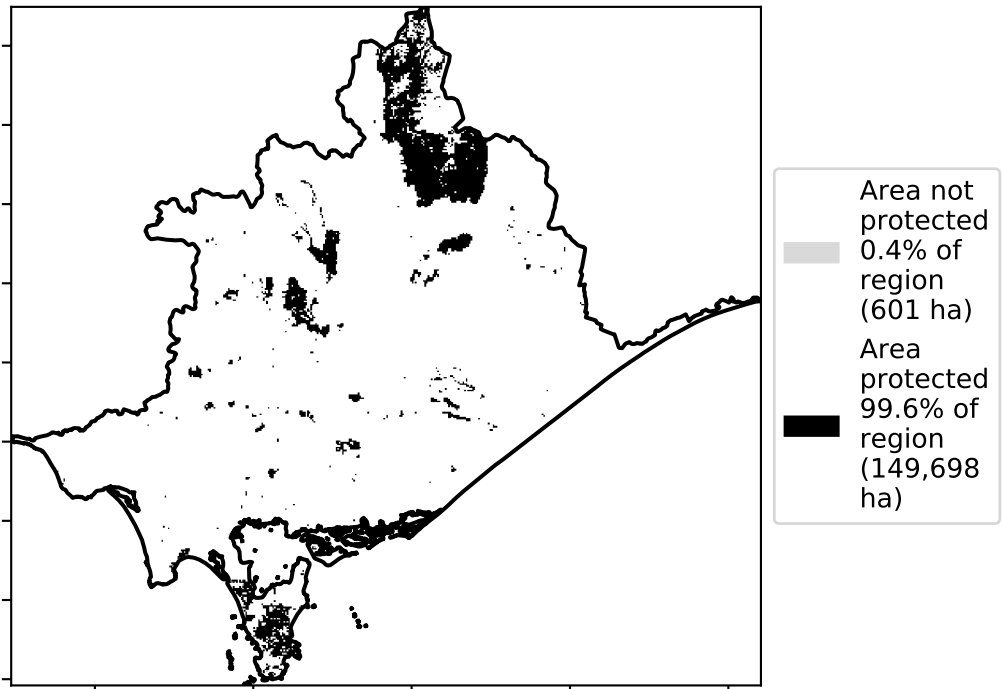 Area not
protected
0.4% of
region
(601 ha)
Area
protected
99.6% of
region
(149,698
ha)